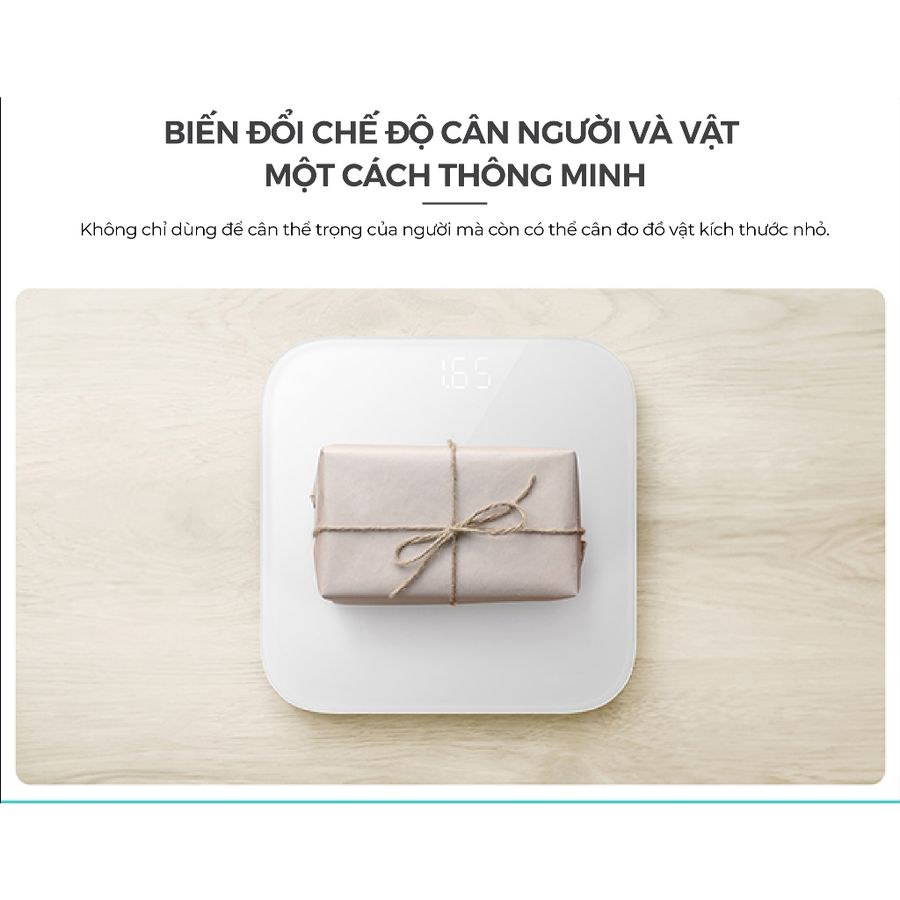 BIẾN ĐỔI CHẾ ĐỘ CÂN NGƯỜI VÀ VẬT
MỘT CÁCH THÔNG MINH
Không chỉ dùng để cân thể trọng của người mà còn có thể cân đo đồ vật kích thước nhỏ.
1.65